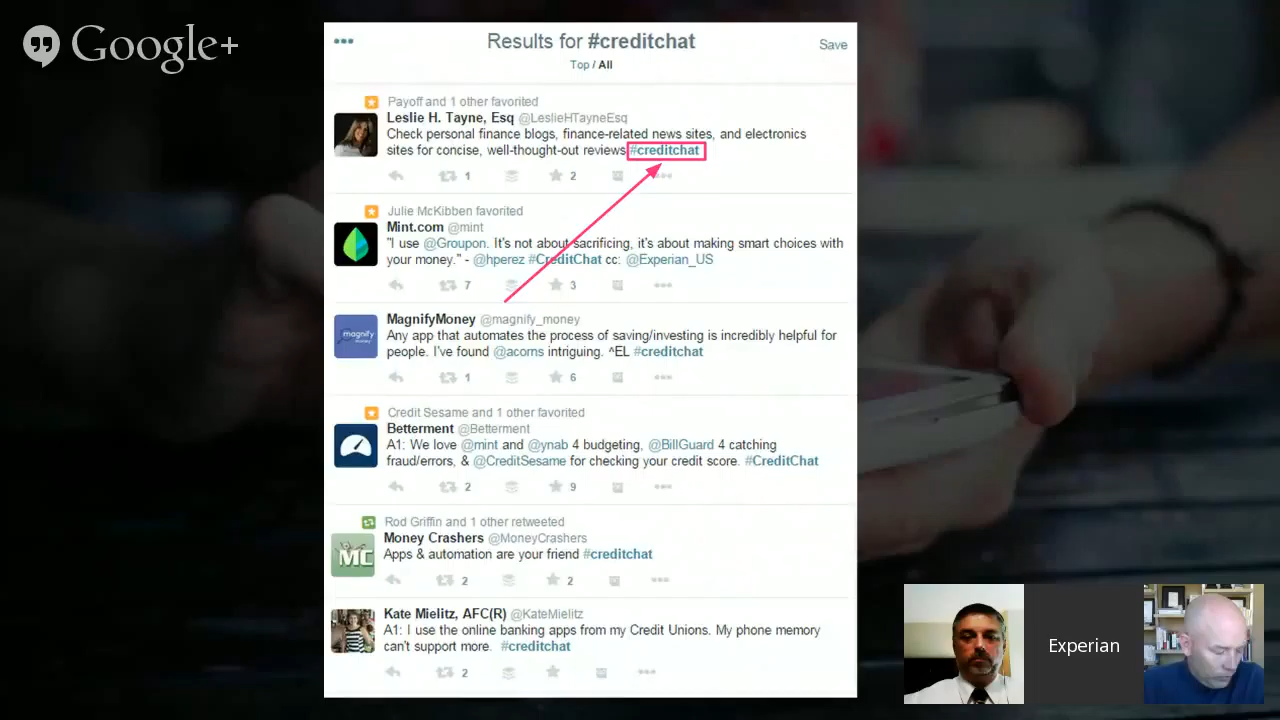 Google+
Results for #creditchat
Save
Top / All
Payoff and 1 other favorited
Leslie H. Tayne, Esq @LeslieHTayneEsq
Check personal finance blogs, finance-related news sites, and electronics
sites for concise, well-thought-out reviews #creditchat
1
2
Julie McKibben favorited
Mint.com @mint
"I use @Groupon. It's not about sacrificing, it's about making smart choices with
your money." - @hperez #CreditChat cc: @Experian_US
7
3
magnify
money
MagnifyMoney @magnify_money
Any app that automates the process of saving/investing is incredibly helpful for
people. I've found @acorns intriguing. ^EL #creditchat
1
6
Credit Sesame and 1 other favorited
Betterment @Betterment
A1: We love @mint and @ynab 4 budgeting, @BillGuard 4 catching
fraud/errors, & @CreditSesame for checking your credit score. #CreditChat
2
9
Rod Griffin and 1 other retweeted
MC
Money Crashers @MoneyCrashers
Apps & automation are your friend #creditchat
2
2
Kate Mielitz, AFC(R) @KateMielitz
A1: I use the online banking apps from my Credit Unions. My phone memory
can't support more. #creditchat
2
Experian